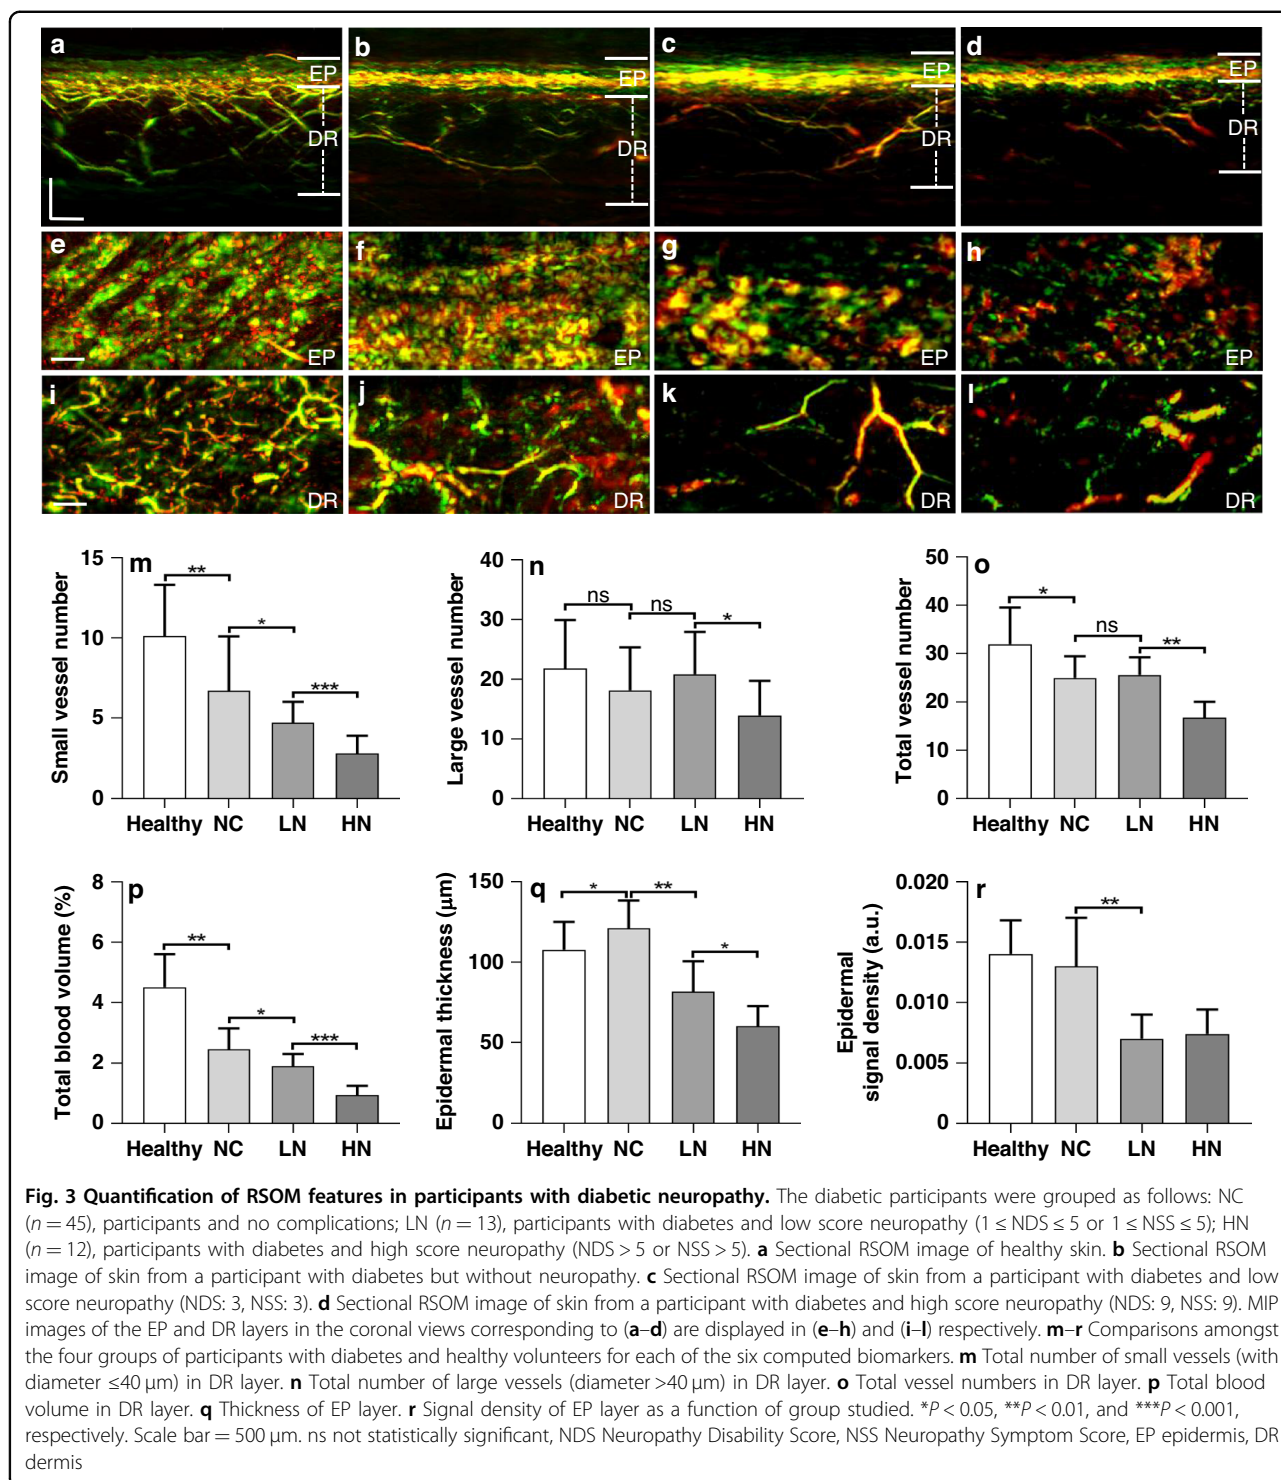 a b c d
EP EP EP EP
DR DR DR DR
e f g h
EP EP EP EP
i j k l
DR DR DR DR
m
Small vessel number
15
10
5
0
** * ***
Healthy NC LN HN
n
Large vessel number
40
30
20
10
0
ns ns *
Healthy NC LN HN
o
Total vessel number
50
40
30
20
10
0
* ns **
Healthy NC LN HN
p
Total blood volume (%)
8
6
4
2
0
** * ***
Healthy NC LN HN
q
Epidermal thickness (μm)
150
100
50
0
* ** *
Healthy NC LN HN
r
Epidermal
signal density (a.u.)
0.020
0.015
0.010
0.005
0
**
Healthy NC LN HN
Fig. 3 Quantification of RSOM features in participants with diabetic neuropathy. The diabetic participants were grouped as follows: NC
(n = 45), participants and no complications; LN (n = 13), participants with diabetes and low score neuropathy (1 ≤ NDS ≤ 5 or 1 ≤ NSS ≤ 5); HN
(n = 12), participants with diabetes and high score neuropathy (NDS > 5 or NSS > 5). a Sectional RSOM image of healthy skin. b Sectional RSOM
image of skin from a participant with diabetes but without neuropathy. c Sectional RSOM image of skin from a participant with diabetes and low
score neuropathy (NDS: 3, NSS: 3). d Sectional RSOM image of skin from a participant with diabetes and high score neuropathy (NDS: 9, NSS: 9). MIP
images of the EP and DR layers in the coronal views corresponding to (a–d) are displayed in (e–h) and (i–l) respectively. m–r Comparisons amongst
the four groups of participants with diabetes and healthy volunteers for each of the six computed biomarkers. m Total number of small vessels (with
diameter ≤40 μm) in DR layer. n Total number of large vessels (diameter >40 μm) in DR layer. o Total vessel numbers in DR layer. p Total blood
volume in DR layer. q Thickness of EP layer. r Signal density of EP layer as a function of group studied. *P < 0.05, **P < 0.01, and ***P < 0.001,
respectively. Scale bar = 500 μm. ns not statistically significant, NDS Neuropathy Disability Score, NSS Neuropathy Symptom Score, EP epidermis, DR
dermis